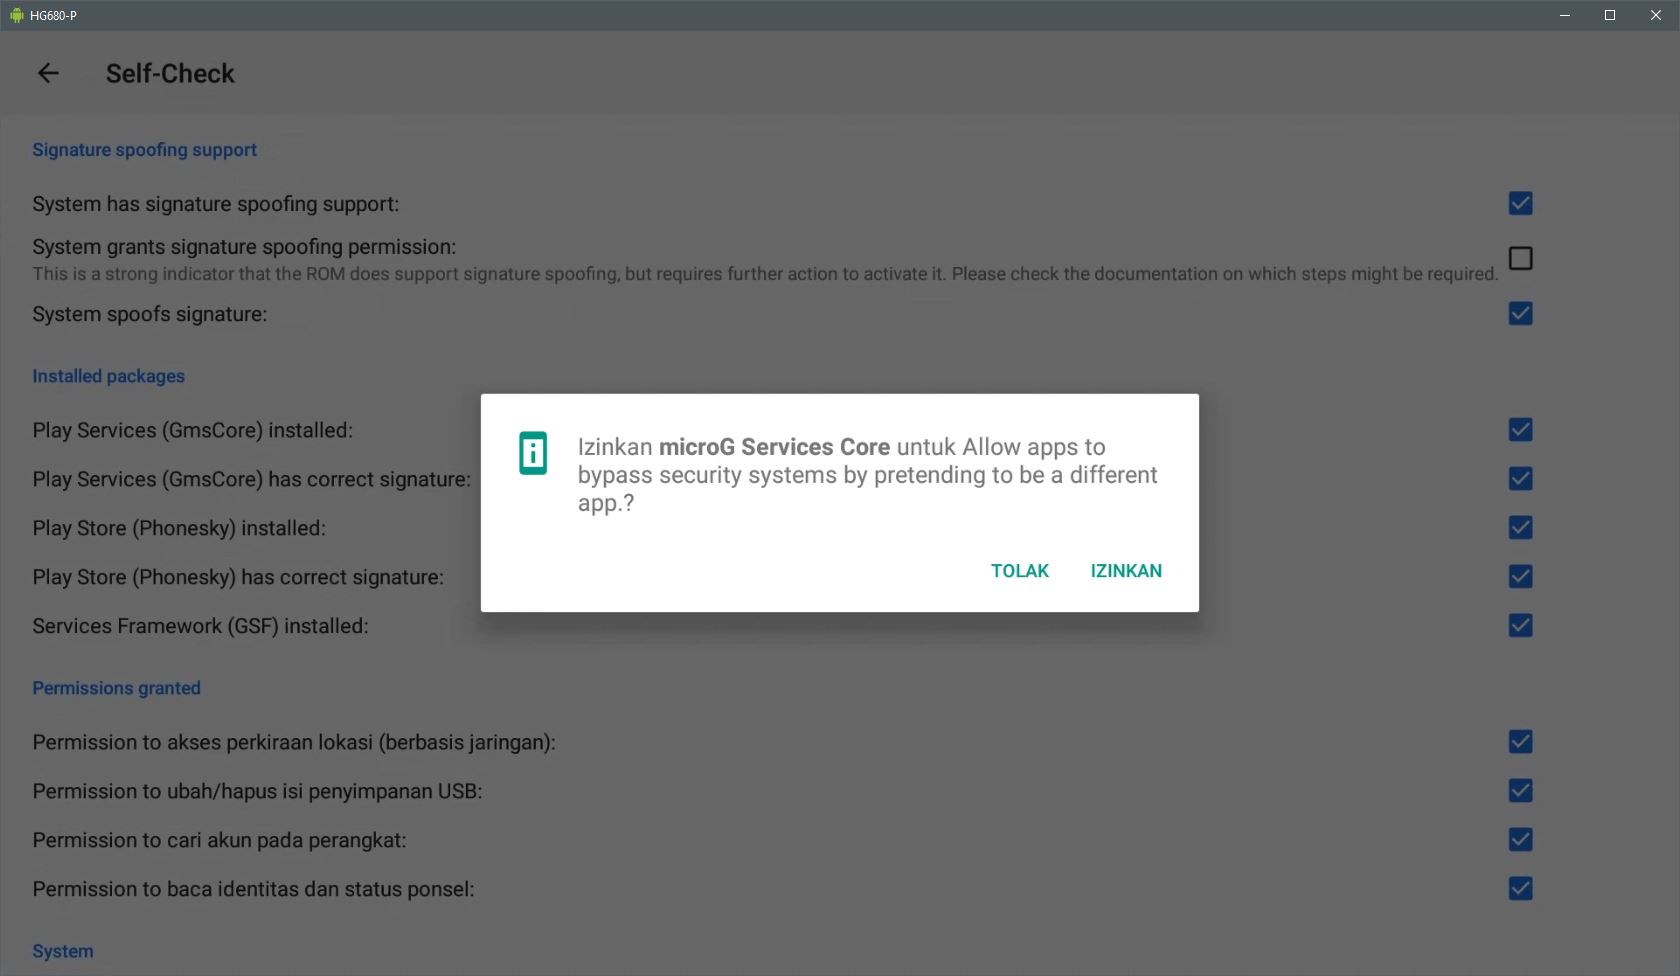 HG680-P
Self-Check
Signature spoofing support
System has signature spoofing support:
System grants signature spoofing permission:
This is a strong indicator that the ROM does support signature spoofing, but requires further action to activate it. Please check the documentation on which steps might be required.
System spoofs signature:
Installed packages
Play Services (GmsCore) installed:
Play Services (GmsCore) has correct signature:
Play Store (Phonesky) installed:
Play Store (Phonesky) has correct signature:
Services Framework (GSF) installed:
Izinkan microG Services Core untuk Allow apps to
bypass security systems by pretending to be a different
app.?
TOLAK IZINKAN
Permissions granted
Permission to akses perkiraan lokasi (berbasis jaringan):
Permission to ubah/hapus isi penyimpanan USB:
Permission to cari akun pada perangkat:
Permission to baca identitas dan status ponsel:
System